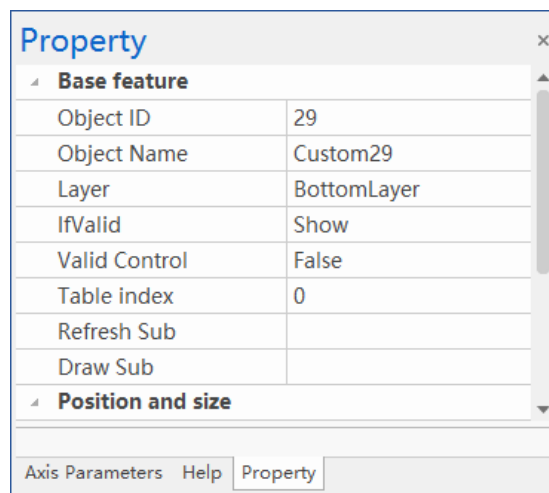 Property
Base feature
Object ID 29
Object Name Custom29
Layer BottomLayer
IfValid Show
Valid Control False
Table index 0
Refresh Sub
Draw Sub
Position and size
Axis Parameters Help Property